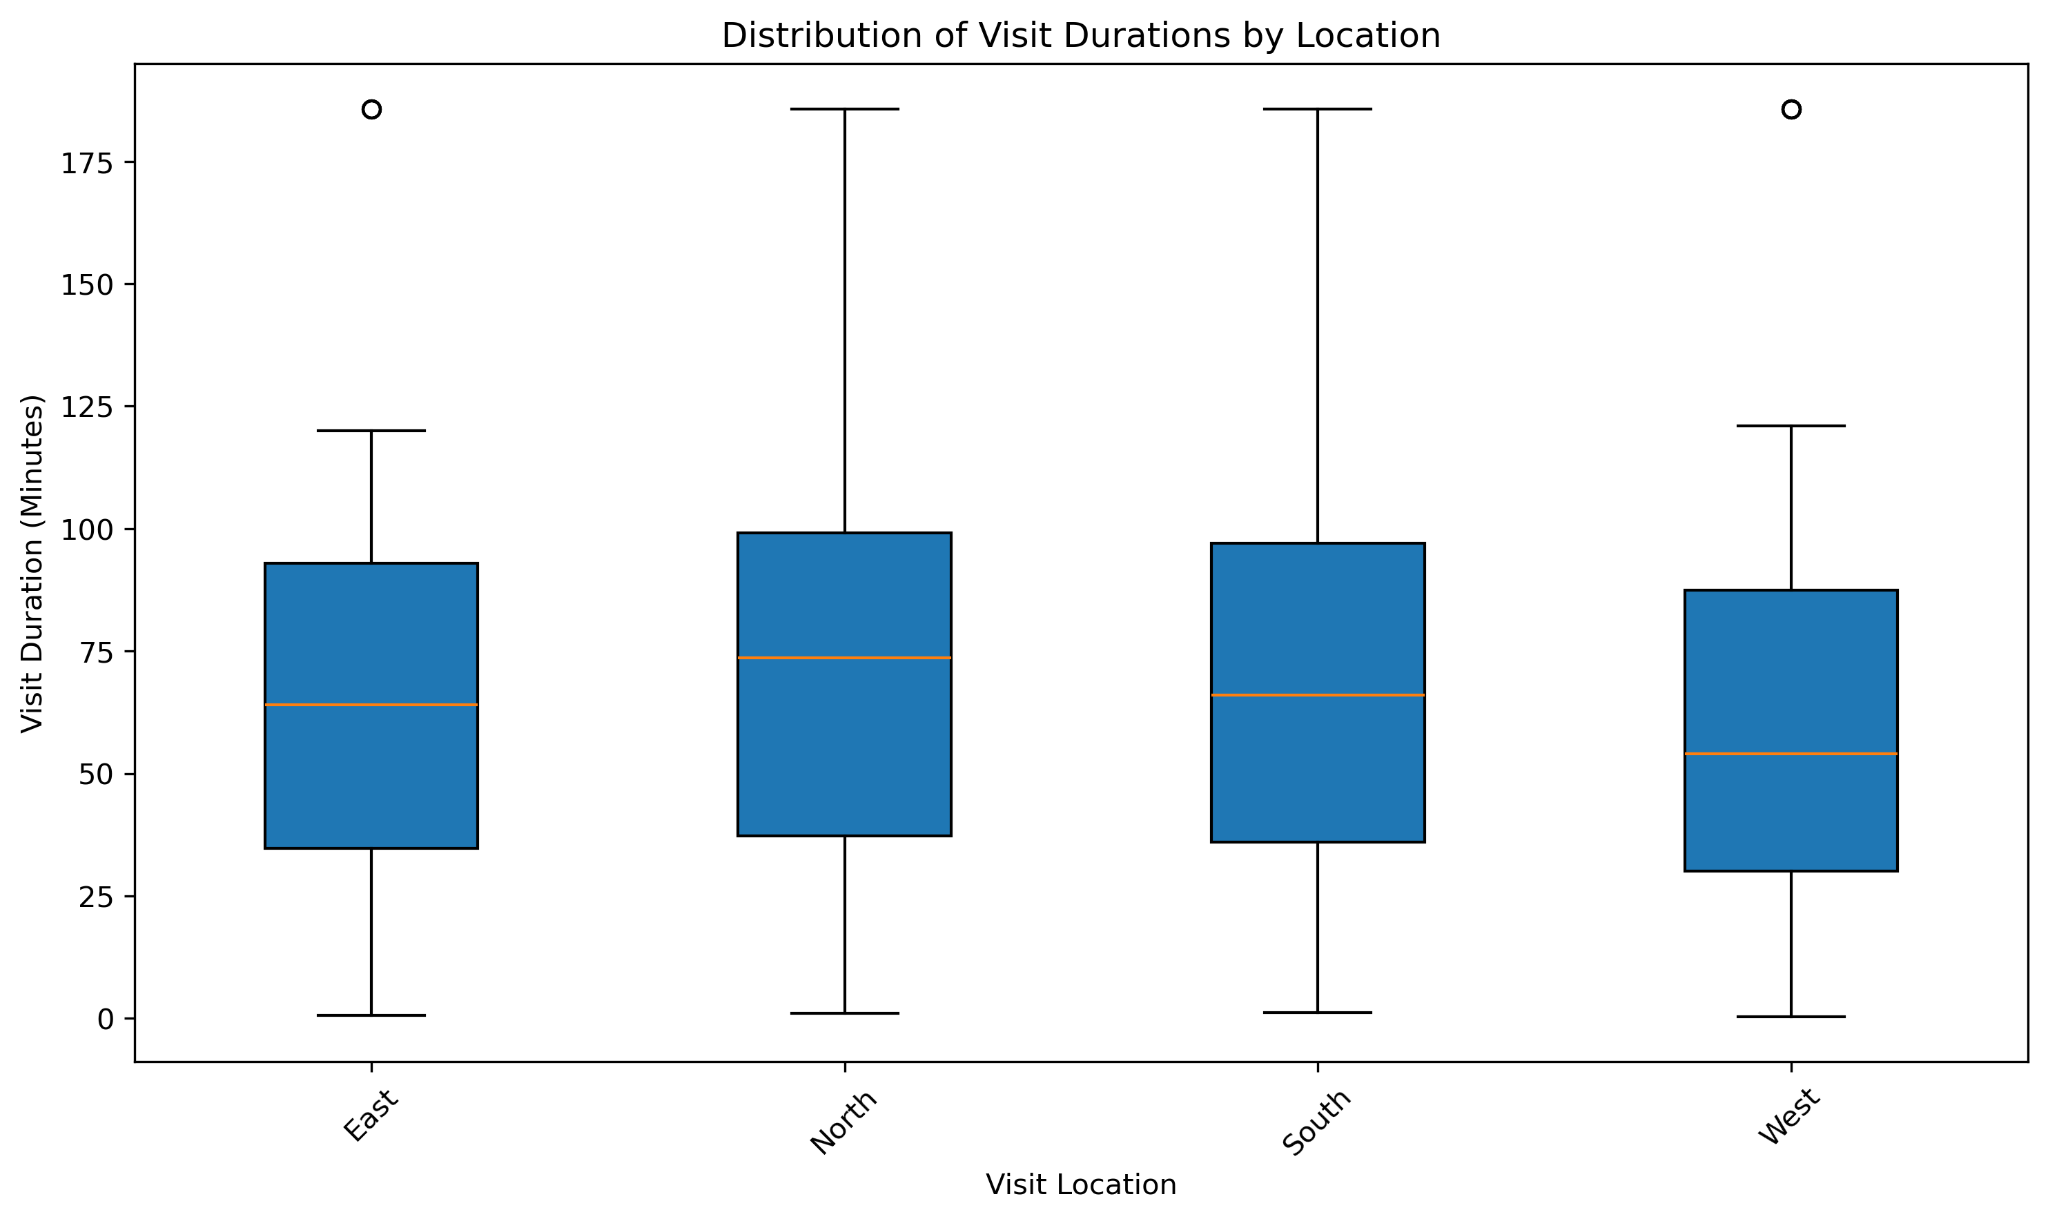 Distribution of Visit Durations by Location
Visit Duration (Minutes)
175
150
125
100
75
50
25
0
East
North
South
West
Visit Location